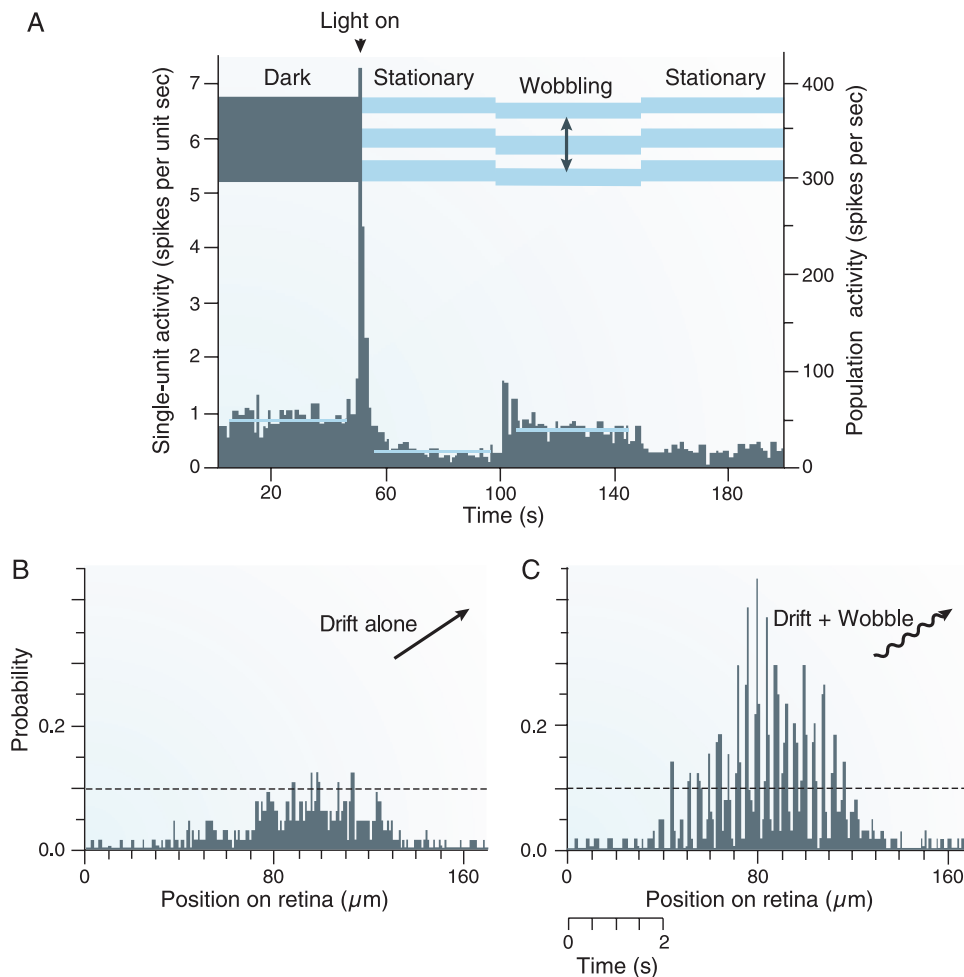 A
Light on
Dark
Stationary
Wobbling
Stationary
Single-unit activity (spikes per unit sec)
7
6
5
4
3
2
1
0
400
300
200
100
0
Population activity (spikes per sec)
20
60
100
140
180
Time (s)
B
Drift alone
Probability
0.2
0.0
0
80
160
Position on retina (µm)
C
Drift + Wobble
0.2
0.0
0
80
160
Position on retina (µm)
0
2
Time (s)